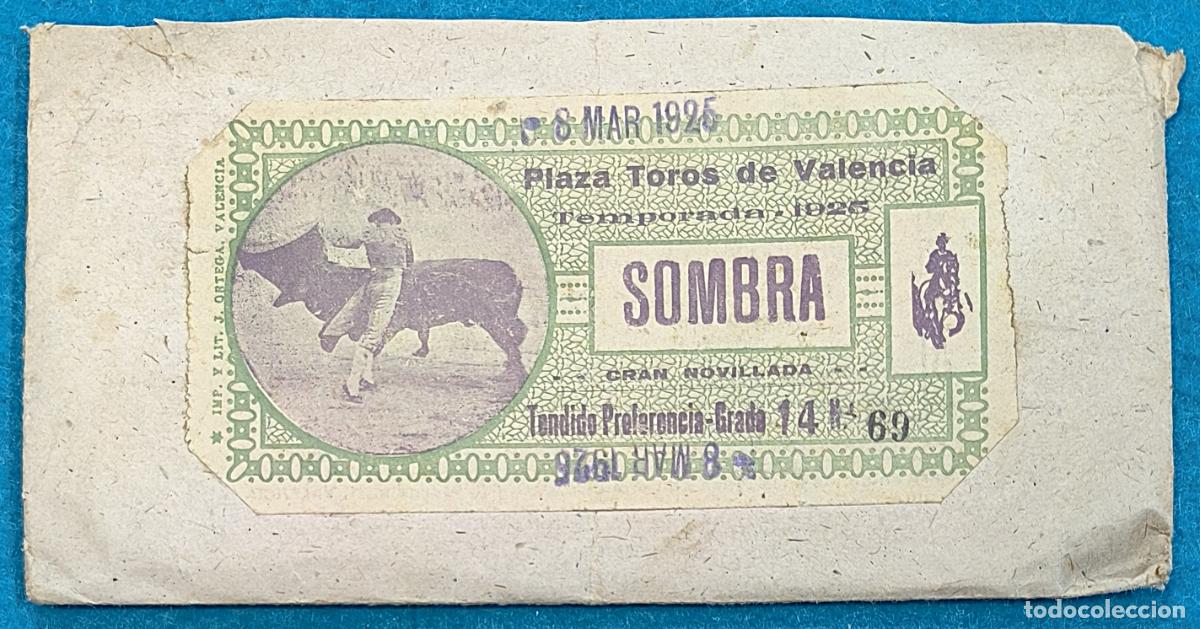 8 MAR 1925
Plaza Toros de Valencia
Temporada. 1925
SOMBRA
- - GRAN NOVILLADA - -
Tendido Preferencia-Grada 14 N.º 69
8 MAR 1925
* IMP. Y LIT. J. ORTEGA, VALENCIA
todocoleccion